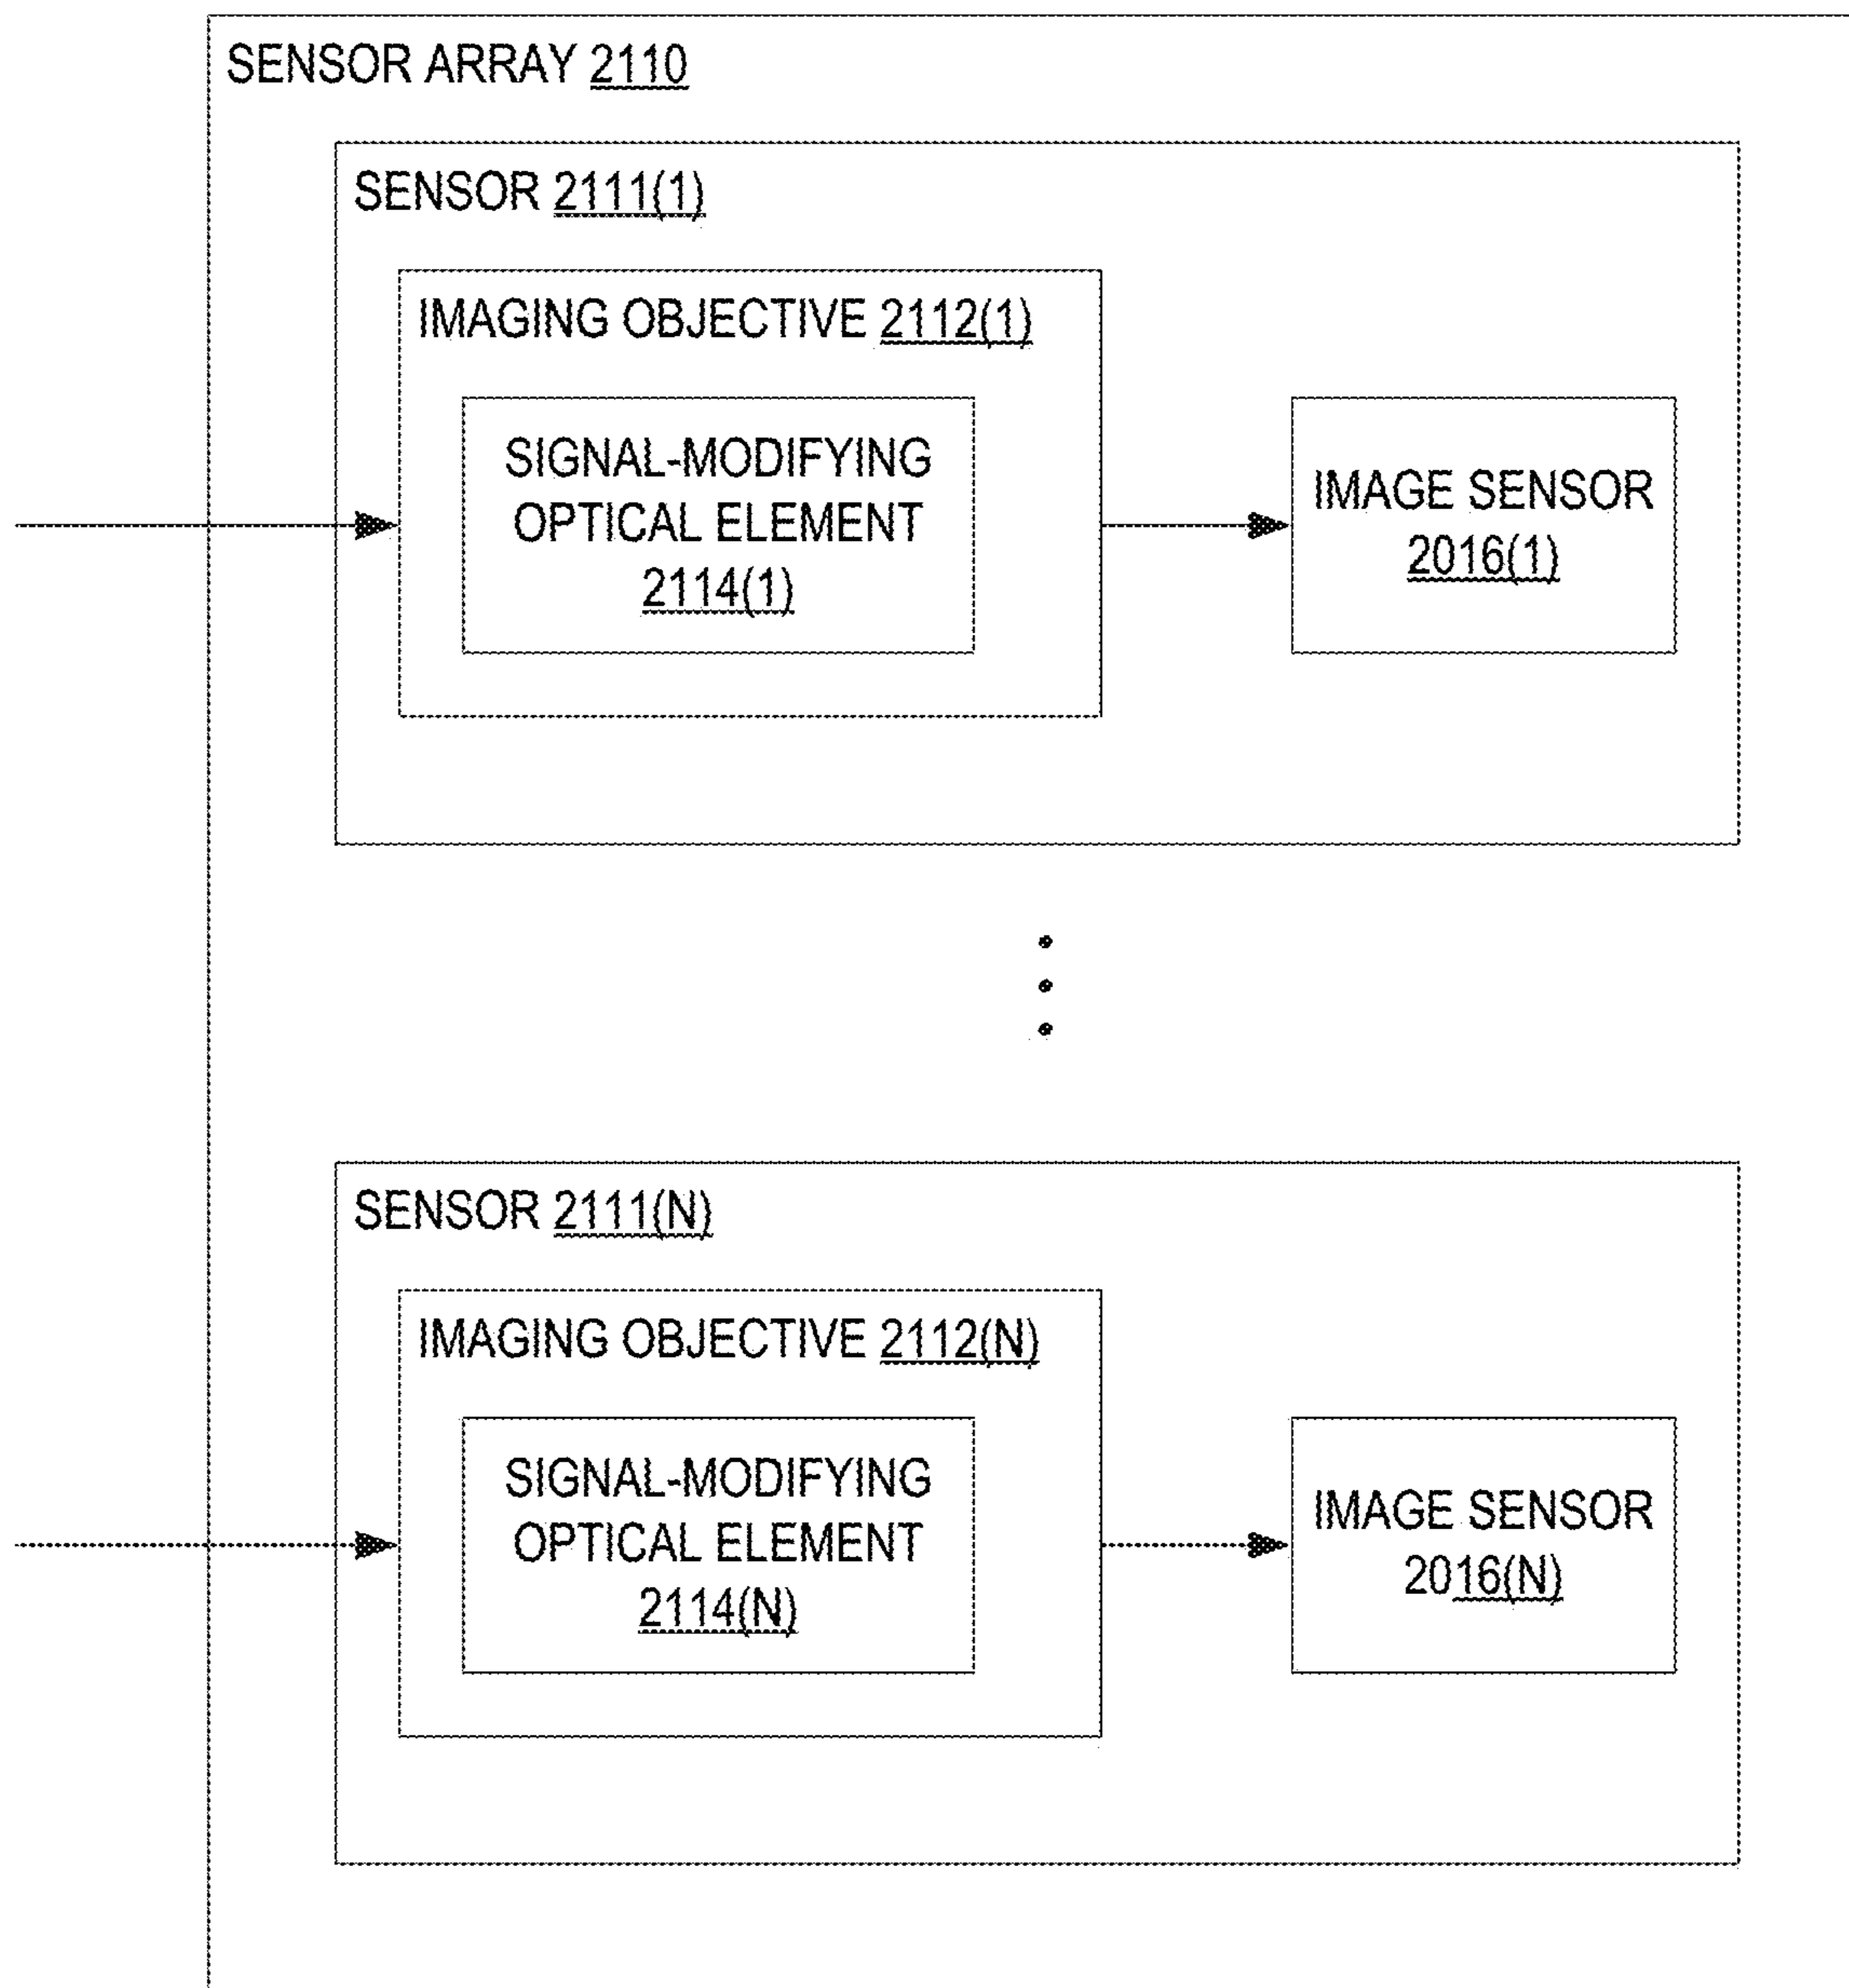 SENSOR ARRAY 2110
SENSOR 2111(1)
IMAGING OBJECTIVE 2112(1)
SIGNAL-MODIFYING
OPTICAL ELEMENT
2114(1)
IMAGE SENSOR
2016(1)
SENSOR 2111(N)
IMAGING OBJECTIVE 2112(N)
SIGNAL-MODIFYING
OPTICAL ELEMENT
2114(N)
IMAGE SENSOR
2016(N)